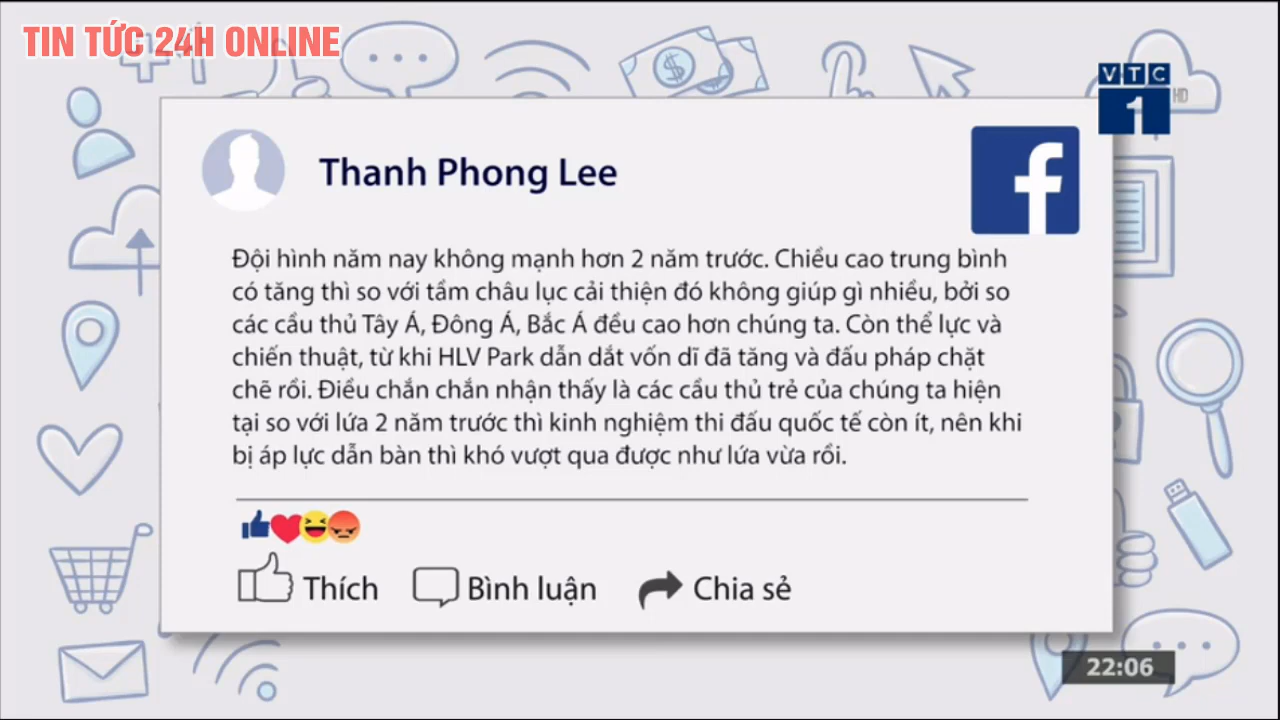 TIN TỨC 24H ONLINE
VTC
1
HD
Thanh Phong Lee
f
Đội hình năm nay không mạnh hơn 2 năm trước. Chiều cao trung bình
có tăng thì so với tầm châu lục cải thiện đó không giúp gì nhiều, bởi so
các cầu thủ Tây Á, Đông Á, Bắc Á đều cao hơn chúng ta. Còn thể lực và
chiến thuật, từ khi HLV Park dẫn dắt vốn dĩ đã tăng và đấu pháp chặt
chẽ rồi. Điều chắn chắn nhận thấy là các cầu thủ trẻ của chúng ta hiện
tại so với lứa 2 năm trước thì kinh nghiệm thi đấu quốc tế còn ít, nên khi
bị áp lực dẫn bàn thì khó vượt qua được như lứa vừa rồi.
Thích Bình luận Chia sẻ
22:06